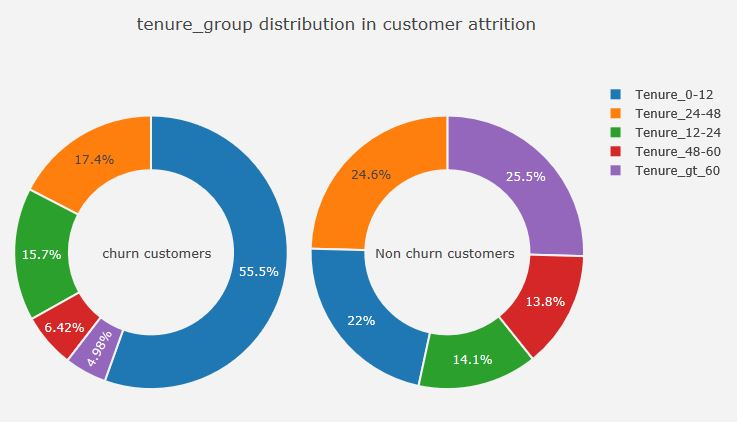 tenure_group distribution in customer attrition
Tenure_0-12
Tenure_24-48
Tenure_12-24
Tenure_48-60
Tenure_gt_60
17.4%
15.7%
6.42%
4.98%
55.5%
churn customers
24.6%
25.5%
22%
14.1%
13.8%
Non churn customers